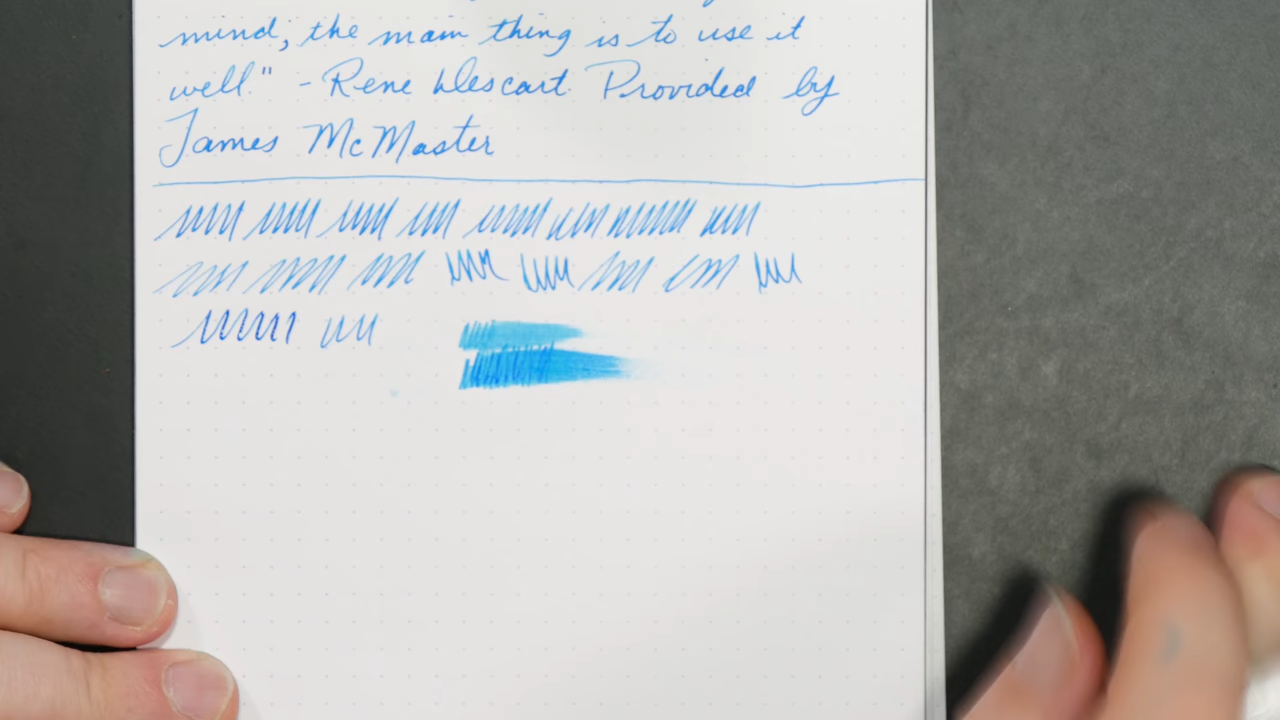 mind, the main thing is to use it
well." - Rene Descart Provided by
James McMaster